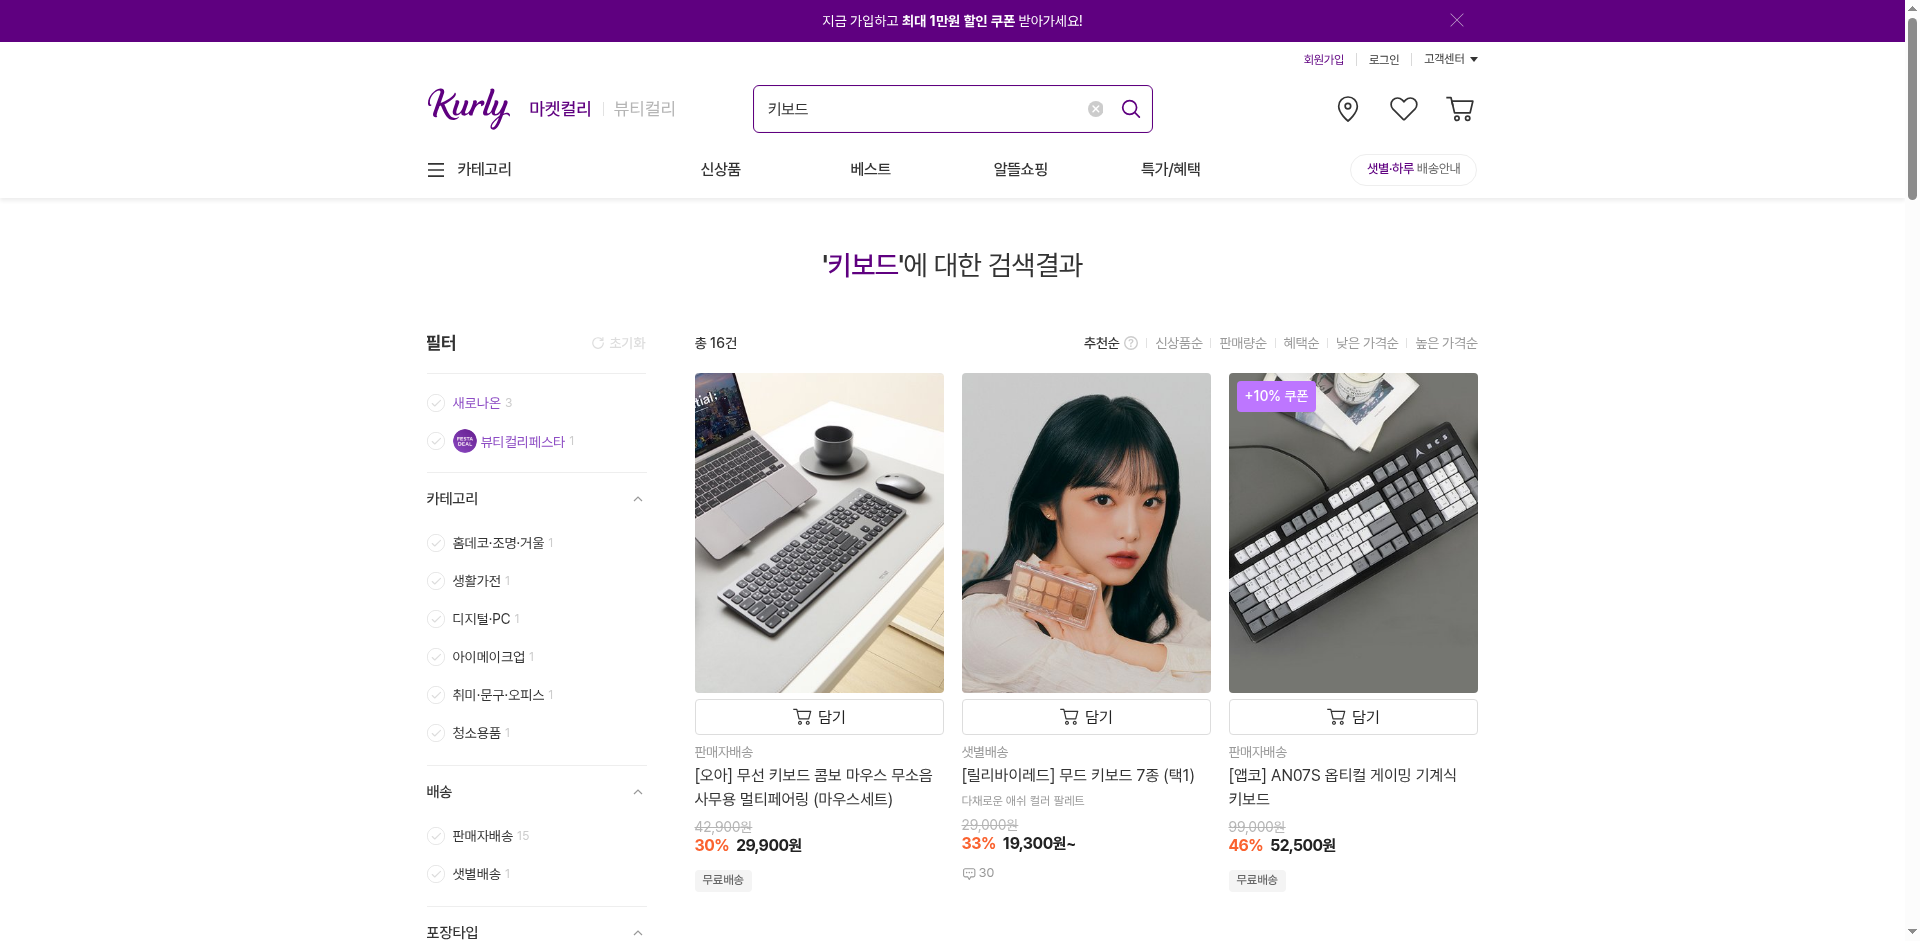 지금 가입하고 최대 1만원 할인 쿠폰 받아가세요!
회원가입
로그인
고객센터
Kurly
마켓컬리
뷰티컬리
키보드
카테고리
신상품
베스트
알뜰쇼핑
특가/혜택
샛별·하루 배송안내
'키보드'에 대한 검색결과
필터
초기화
새로나온 3
FESTA
DEAL
뷰티컬리페스타 1
카테고리
홈데코·조명·거울 1
생활가전 1
디지털·PC 1
아이메이크업 1
취미·문구·오피스 1
청소용품 1
배송
판매자배송 15
샛별배송 1
포장타입
총 16건
추천순
신상품순
판매량순
혜택순
낮은 가격순
높은 가격순
tial;
담기
판매자배송
[오아] 무선 키보드 콤보 마우스 무소음
사무용 멀티페어링 (마우스세트)
42,900원
30% 29,900원
무료배송
담기
샛별배송
[릴리바이레드] 무드 키보드 7종 (택1)
다채로운 애쉬 컬러 팔레트
29,000원
33% 19,300원~
30
+10% 쿠폰
담기
판매자배송
[앱코] AN07S 옵티컬 게이밍 기계식
키보드
99,000원
46% 52,500원
무료배송